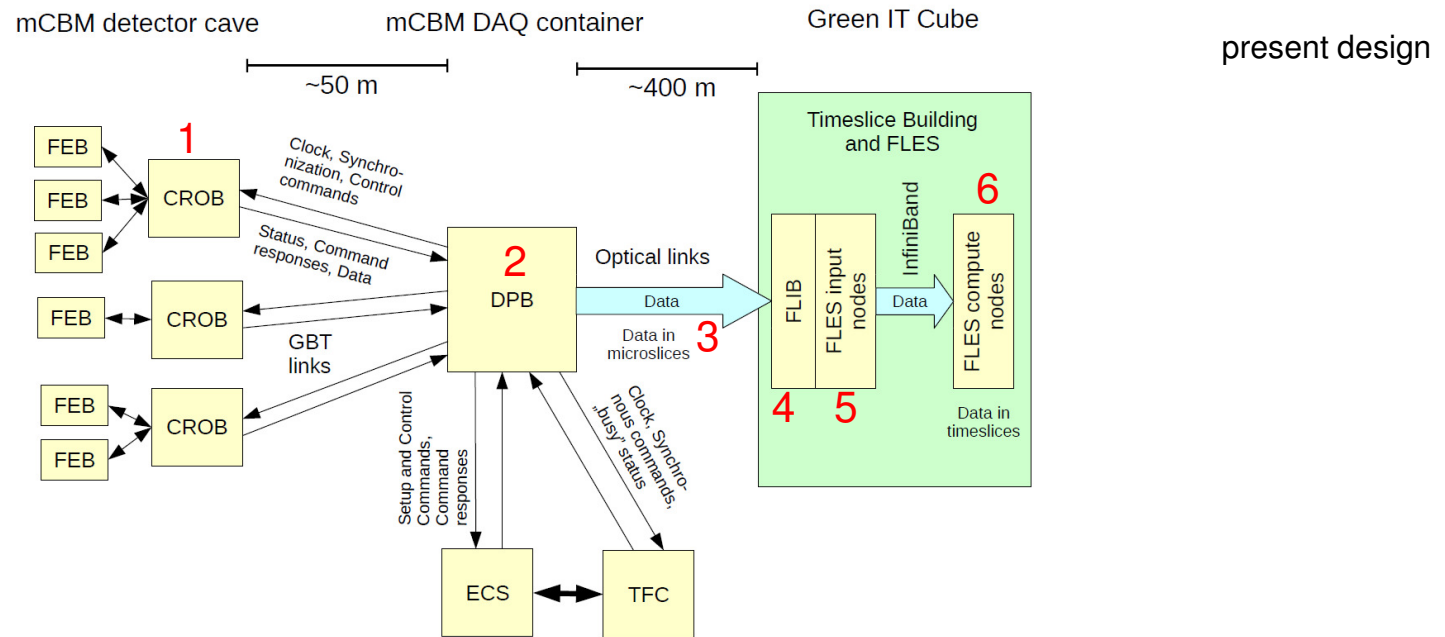 mCBM detector cave
mCBM DAQ container
Green IT Cube
present design
~50 m
~400 m
FEB
FEB
FEB
1
CROB
Clock, Synchro-
nization, Control
commands
Status, Command
responses, Data
FEB
CROB
GBT
links
FEB
FEB
CROB
2
DPB
Optical links
Data
Data in
microslices
3
Timeslice Building
and FLES
FLIB
FLES input
nodes
4
5
InfiniBand
Data
6
FLES compute
nodes
Data in
timeslices
Setup and Control
Commands,
Command
responses
Clock, Synchro-
nous commands,
„busy” status
ECS
TFC